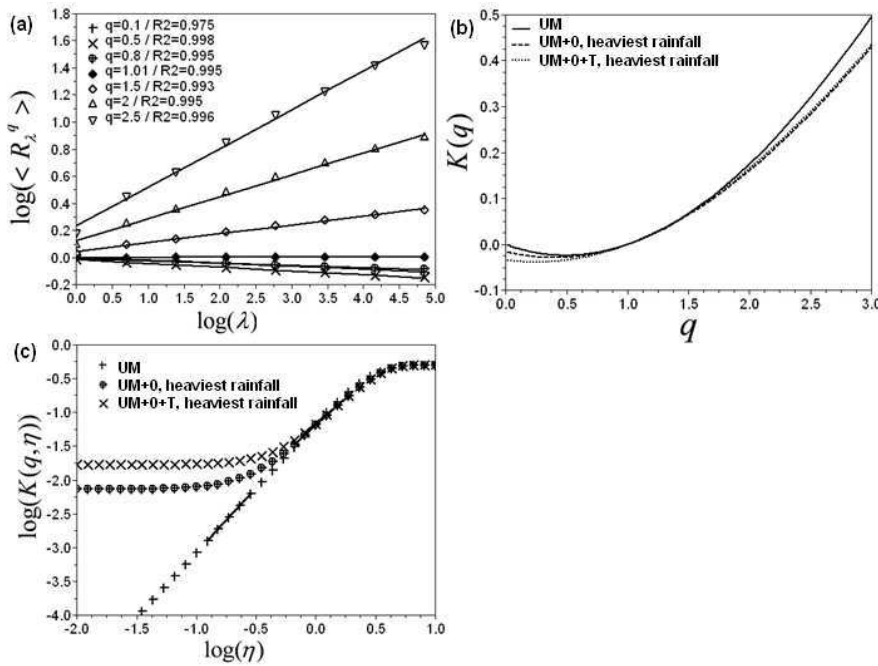 (a)
q=0.1 / R2=0.975
q=0.5 / R2=0.998
q=0.8 / R2=0.995
q=1.01 / R2=0.995
q=1.5 / R2=0.993
q=2 / R2=0.995
q=2.5 / R2=0.996
1.8
1.6
1.4
1.2
1.0
0.8
0.6
0.4
0.2
0.0
-0.2
log(< R_λ^q >)
0.0 0.5 1.0 1.5 2.0 2.5 3.0 3.5 4.0 4.5 5.0
log(λ)
(b)
UM
UM+0, heaviest rainfall
UM+0+T, heaviest rainfall
0.5
0.4
0.3
0.2
0.1
0.0
-0.1
K(q)
0.0 0.5 1.0 1.5 2.0 2.5 3.0
q
(c)
UM
UM+0, heaviest rainfall
UM+0+T, heaviest rainfall
0.0
-0.5
-1.0
-1.5
-2.0
-2.5
-3.0
-3.5
-4.0
log(K(q,η))
-2.0 -1.5 -1.0 -0.5 0.0 0.5 1.0
log(η)